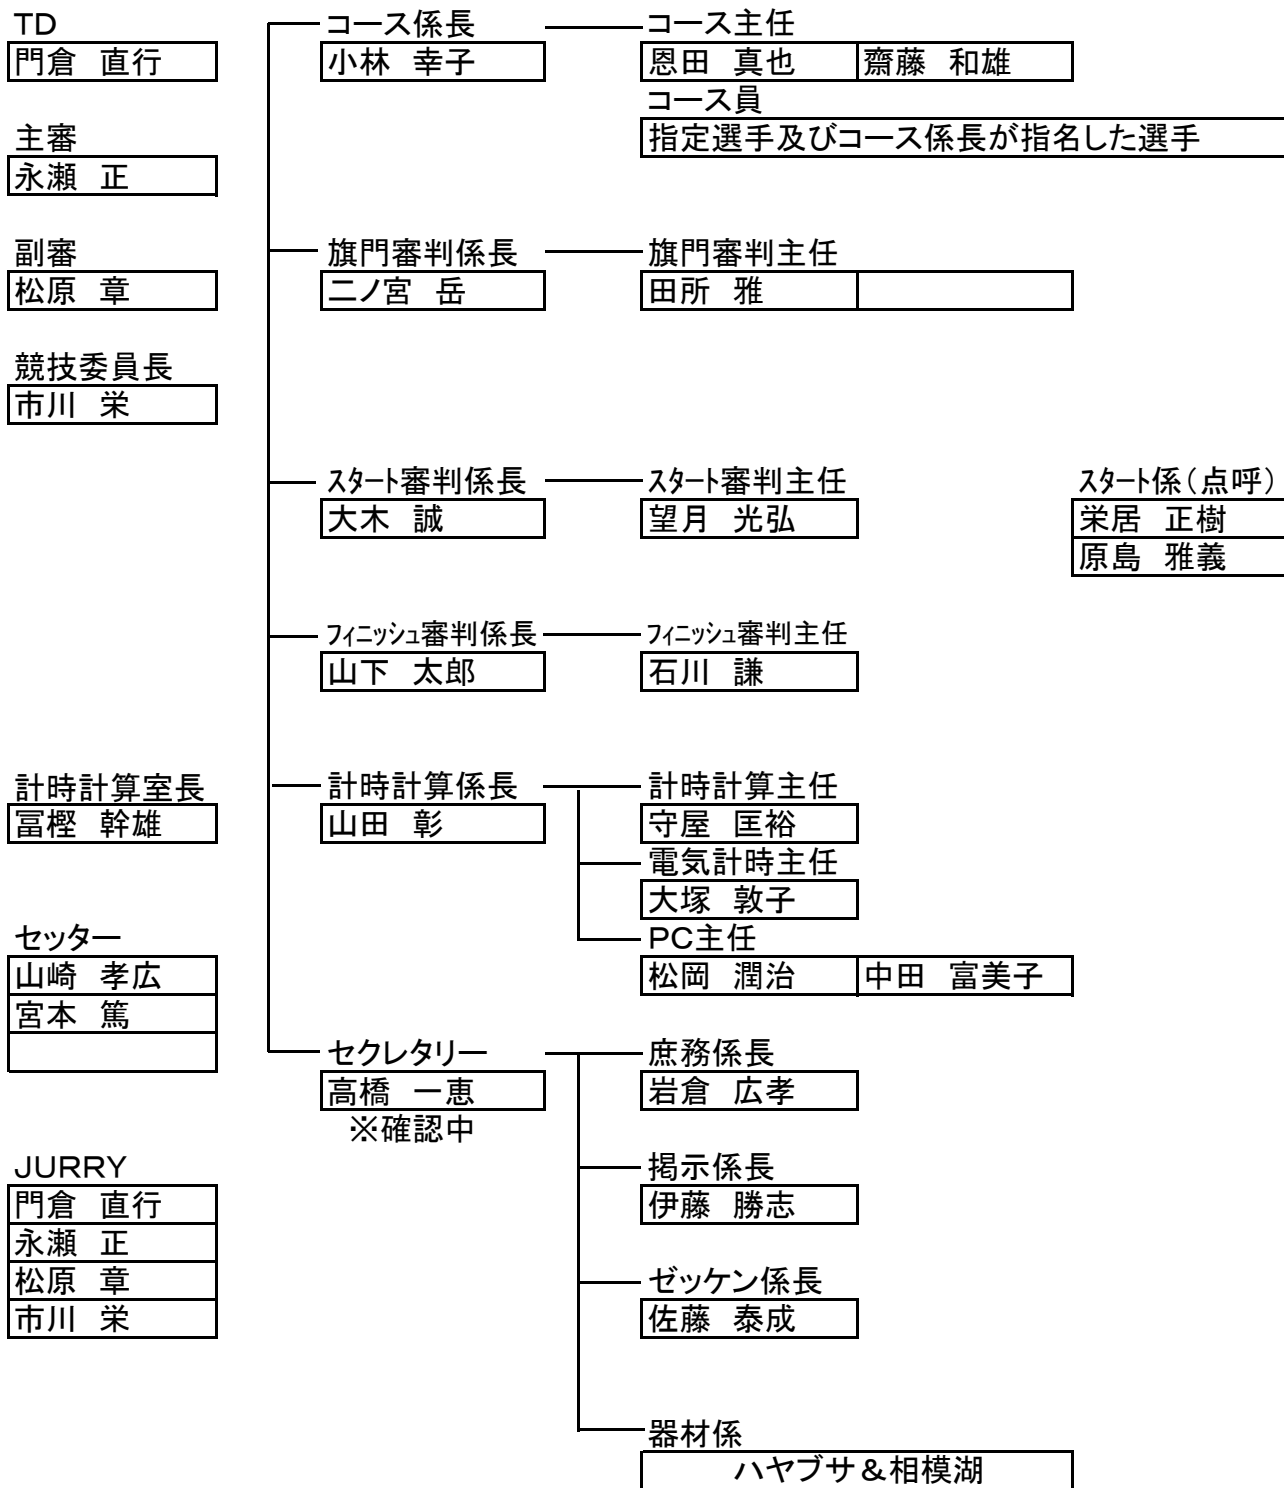 TD
門倉　直行
主審
永瀬　正
副審
松原　章
競技委員長
市川　栄
計時計算室長
冨樫　幹雄
セッター
山崎　孝広
宮本　篤
JURRY
門倉　直行
永瀬　正
松原　章
市川　栄
コース係長
小林　幸子
コース主任
恩田　真也　齋藤　和雄
コース員
指定選手及びコース係長が指名した選手
旗門審判係長
二ノ宮　岳
旗門審判主任
田所　雅
ｽﾀｰﾄ審判係長
大木　誠
ｽﾀｰﾄ審判主任
望月　光弘
ｽﾀｰﾄ係（点呼）
栄居　正樹
原島　雅義
ﾌｨﾆｯｼｭ審判係長
山下　太郎
ﾌｨﾆｯｼｭ審判主任
石川　謙
計時計算係長
山田　彰
計時計算主任
守屋　匡裕
電気計時主任
大塚　敦子
PC主任
松岡　潤治　中田　富美子
セクレタリー
高橋　一恵
※確認中
庶務係長
岩倉　広孝
掲示係長
伊藤　勝志
ゼッケン係長
佐藤　泰成
器材係
ハヤブサ＆相模湖